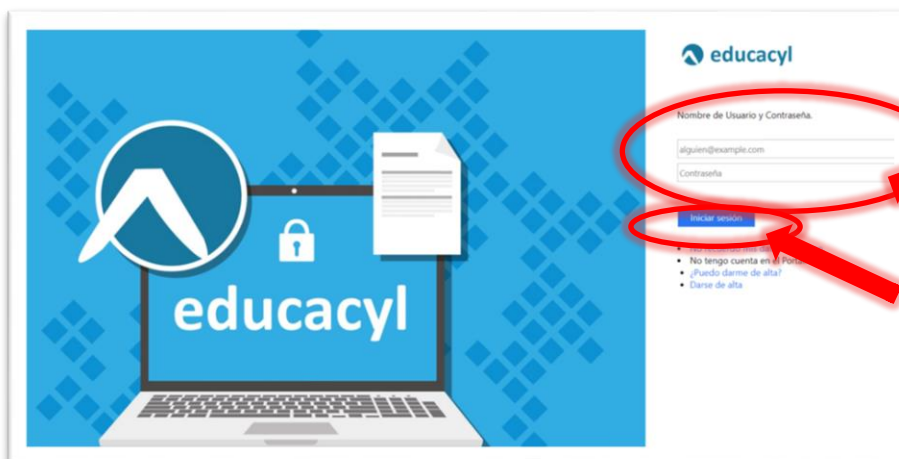 educacyl
educacyl
Nombre de Usuario y Contraseña.
alguien@example.com
Contraseña
Iniciar sesión
No tengo cuenta en el Portal
¿Puedo darme de alta?
Darse de alta